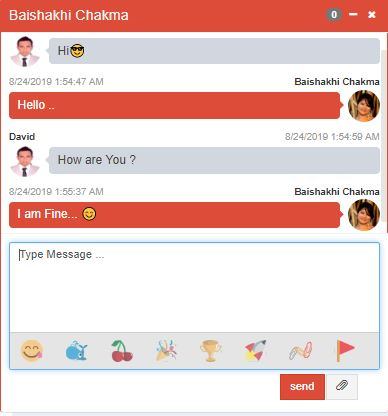 Baishakhi Chakma 0
Hi😎
8/24/2019 1:54:47 AM Baishakhi Chakma
Hello ..
David 8/24/2019 1:54:59 AM
How are You ?
8/24/2019 1:55:37 AM Baishakhi Chakma
I am Fine... 😊
Type Message ...
send